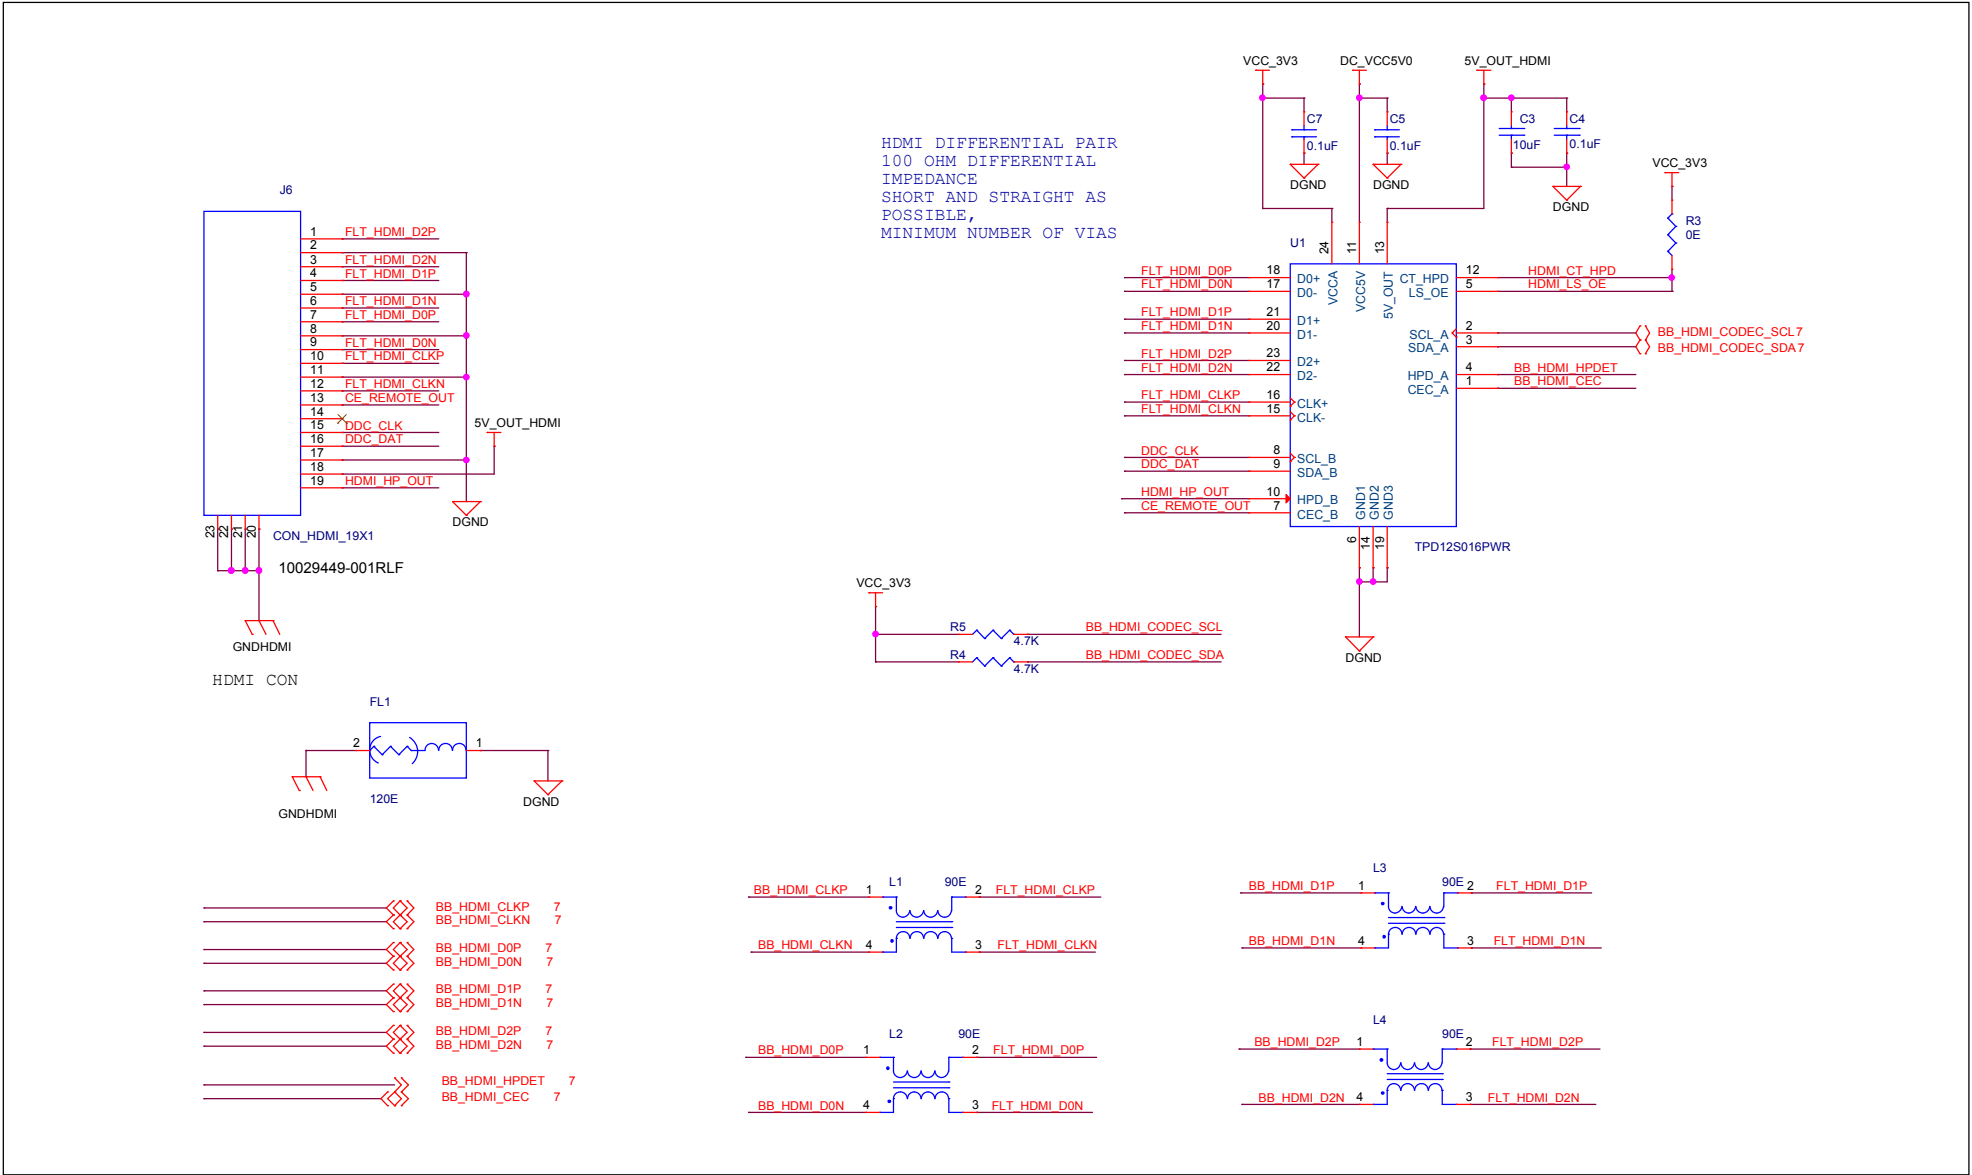 VCC_3V3
DC_VCC5V0
5V_OUT_HDMI
C7
0.1uF
DGND
C5
0.1uF
DGND
C3
10uF
C4
0.1uF
DGND
VCC_3V3
R3
0E
HDMI DIFFERENTIAL PAIR
100 OHM DIFFERENTIAL
IMPEDANCE
SHORT AND STRAIGHT AS
POSSIBLE,
MINIMUM NUMBER OF VIAS
J6
1 FLT_HDMI_D2P
2
3 FLT_HDMI_D2N
4 FLT_HDMI_D1P
5
6 FLT_HDMI_D1N
7 FLT_HDMI_D0P
8
9 FLT_HDMI_D0N
10 FLT_HDMI_CLKP
11
12 FLT_HDMI_CLKN
13 CE_REMOTE_OUT
14
15 DDC_CLK
16 DDC_DAT
17
18
19 HDMI_HP_OUT
5V_OUT_HDMI
DGND
23
22
21
20
CON_HDMI_19X1
10029449-001RLF
GNDHDMI
HDMI CON
U1
24
11
13
VCCA
VCC5V
5V_OUT
FLT_HDMI_D0P 18 D0+
FLT_HDMI_D0N 17 D0-
FLT_HDMI_D1P 21 D1+
FLT_HDMI_D1N 20 D1-
FLT_HDMI_D2P 23 D2+
FLT_HDMI_D2N 22 D2-
FLT_HDMI_CLKP 16 CLK+
FLT_HDMI_CLKN 15 CLK-
DDC_CLK 8 SCL_B
DDC_DAT 9 SDA_B
HDMI_HP_OUT 10 HPD_B
CE_REMOTE_OUT 7 CEC_B
CT_HPD 12 HDMI_CT_HPD
LS_OE 5 HDMI_LS_OE
SCL_A 2 BB_HDMI_CODEC_SCL 7
SDA_A 3 BB_HDMI_CODEC_SDA 7
HPD_A 4 BB_HDMI_HPDET
CEC_A 1 BB_HDMI_CEC
GND1
GND2
GND3
6
14
19
TPD12S016PWR
DGND
VCC_3V3
R5 4.7K BB_HDMI_CODEC_SCL
R4 4.7K BB_HDMI_CODEC_SDA
FL1
2 1
120E
GNDHDMI
DGND
BB_HDMI_CLKP 7
BB_HDMI_CLKN 7
BB_HDMI_D0P 7
BB_HDMI_D0N 7
BB_HDMI_D1P 7
BB_HDMI_D1N 7
BB_HDMI_D2P 7
BB_HDMI_D2N 7
BB_HDMI_HPDET 7
BB_HDMI_CEC 7
L1 90E
BB_HDMI_CLKP 1 2 FLT_HDMI_CLKP
BB_HDMI_CLKN 4 3 FLT_HDMI_CLKN
L3 90E
BB_HDMI_D1P 1 2 FLT_HDMI_D1P
BB_HDMI_D1N 4 3 FLT_HDMI_D1N
L2 90E
BB_HDMI_D0P 1 2 FLT_HDMI_D0P
BB_HDMI_D0N 4 3 FLT_HDMI_D0N
L4 90E
BB_HDMI_D2P 1 2 FLT_HDMI_D2P
BB_HDMI_D2N 4 3 FLT_HDMI_D2N